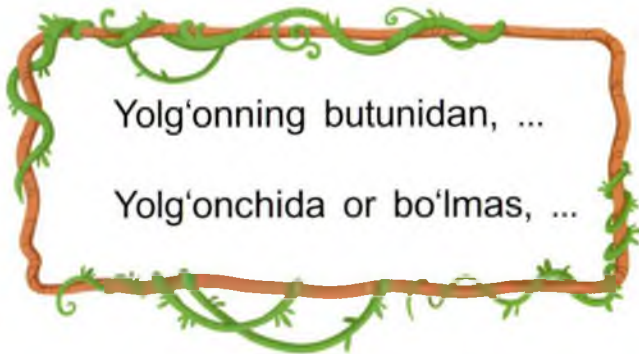 Yolg‘onning butunidan, ...
Yolg‘onchida or bo‘lmas, ...